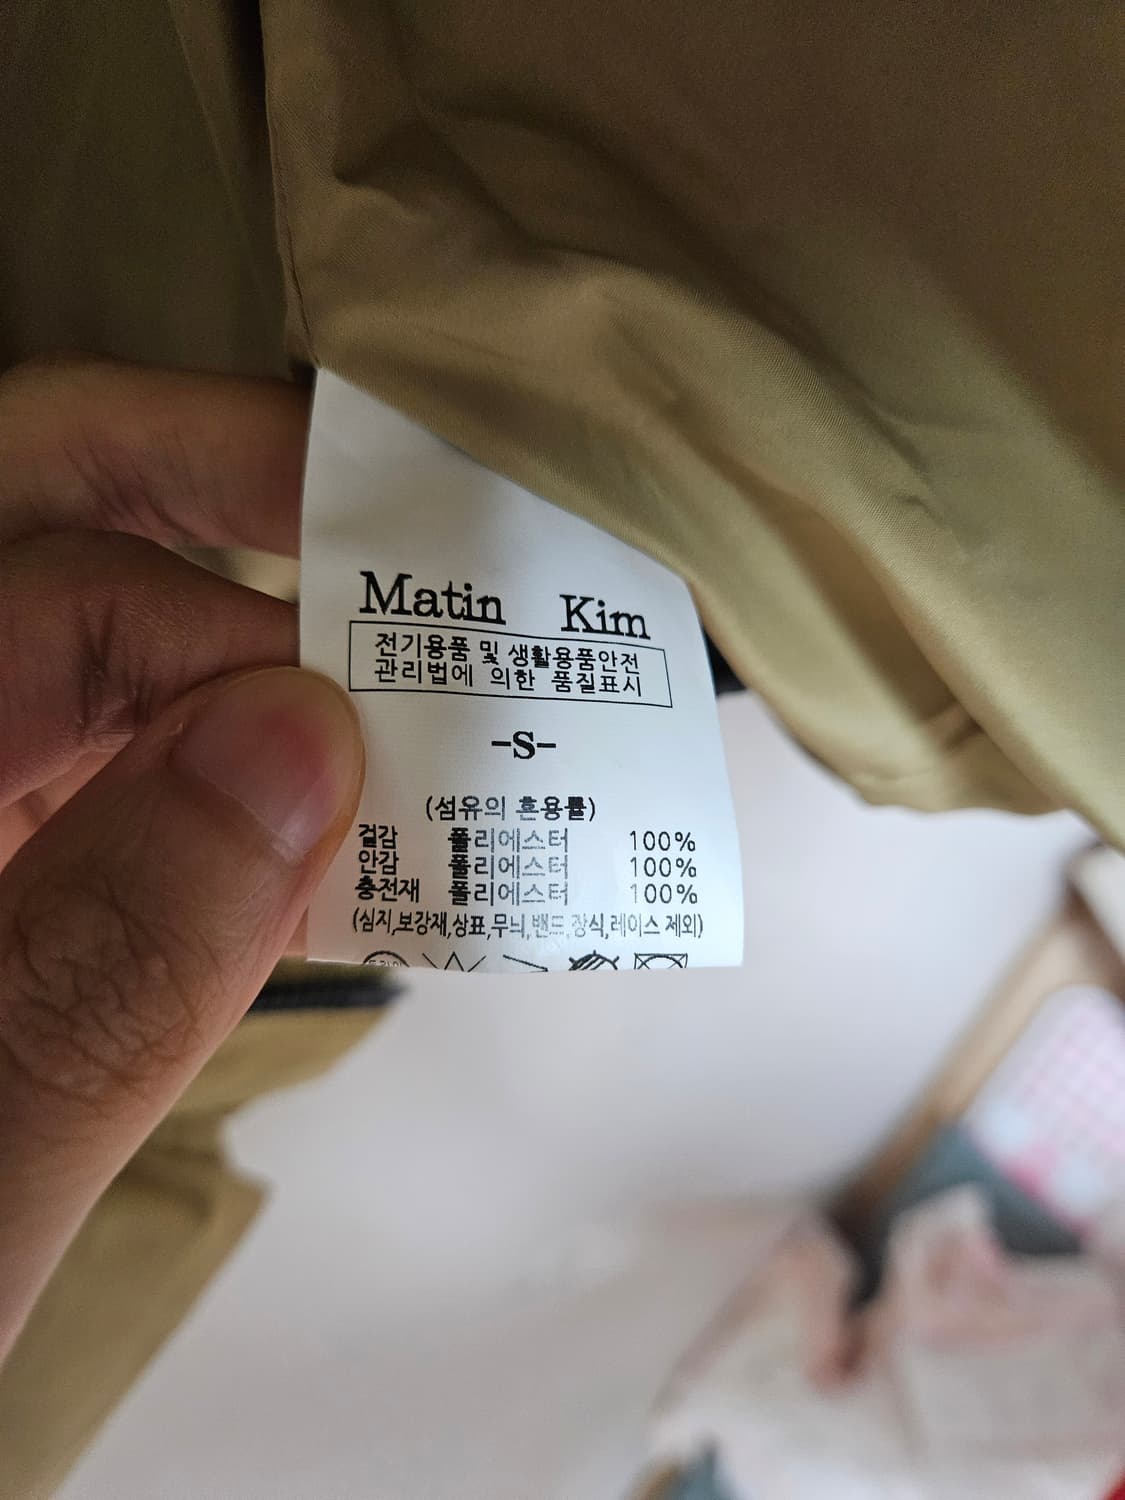 Matin Kim
전기용품 및 생활용품안전
관리법에 의한 품질표시
-S-
(섬유의 혼용률)
겉감 폴리에스터 100%
안감 폴리에스터 100%
충전재 폴리에스터 100%
(심지,보강재,상표,무늬,밴드,장식,레이스 제외)